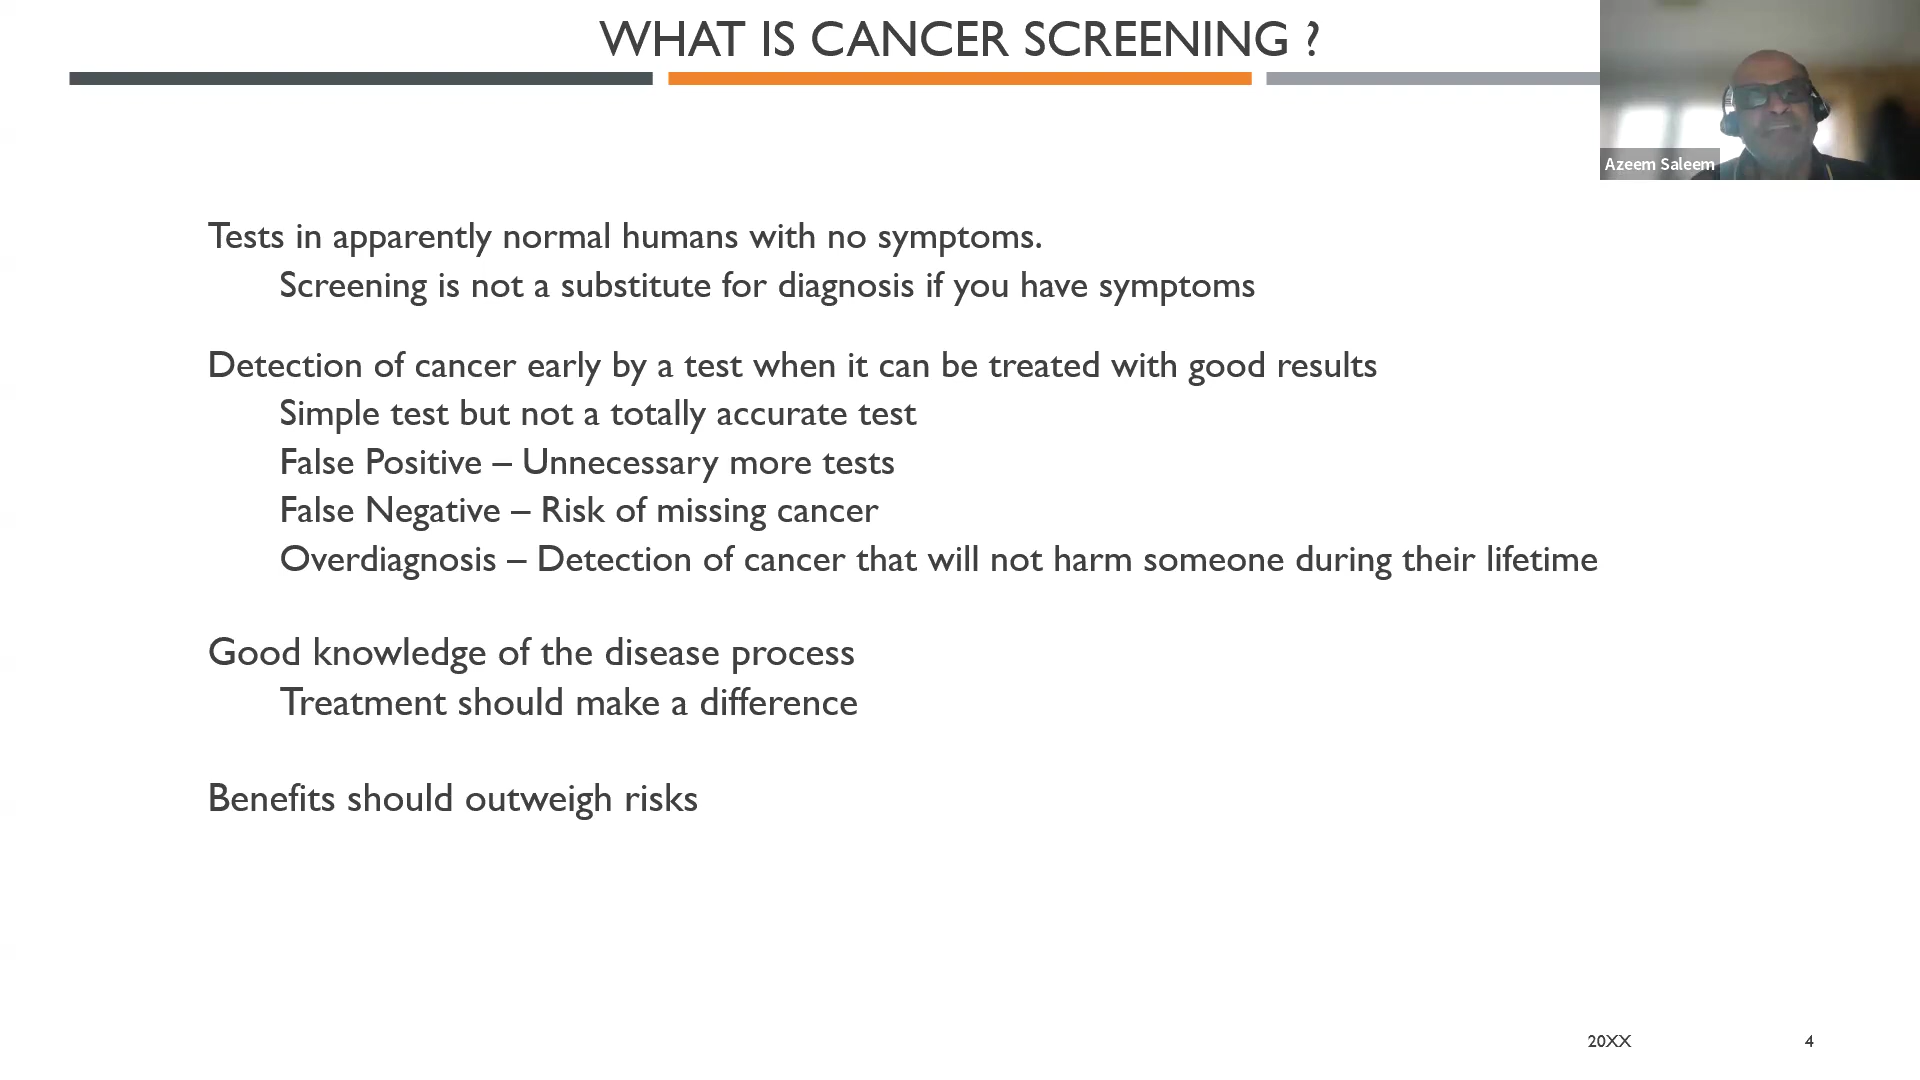 WHAT IS CANCER SCREENING ?
Azeem Saleem
Tests in apparently normal humans with no symptoms.
Screening is not a substitute for diagnosis if you have symptoms
Detection of cancer early by a test when it can be treated with good results
Simple test but not a totally accurate test
False Positive – Unnecessary more tests
False Negative – Risk of missing cancer
Overdiagnosis – Detection of cancer that will not harm someone during their lifetime
Good knowledge of the disease process
Treatment should make a difference
Benefits should outweigh risks
20XX
4